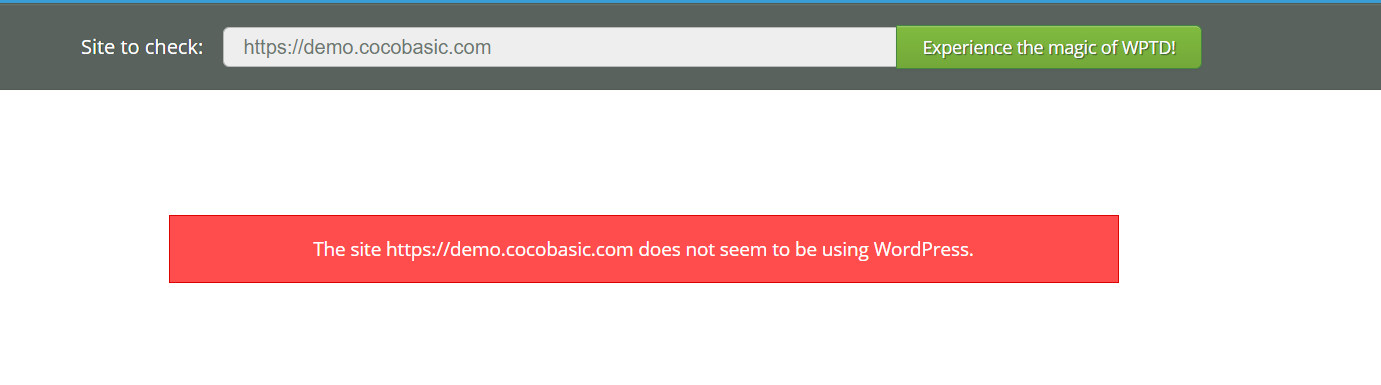 Site to check: https://demo.cocobasic.com Experience the magic of WPTD!
The site https://demo.cocobasic.com does not seem to be using WordPress.